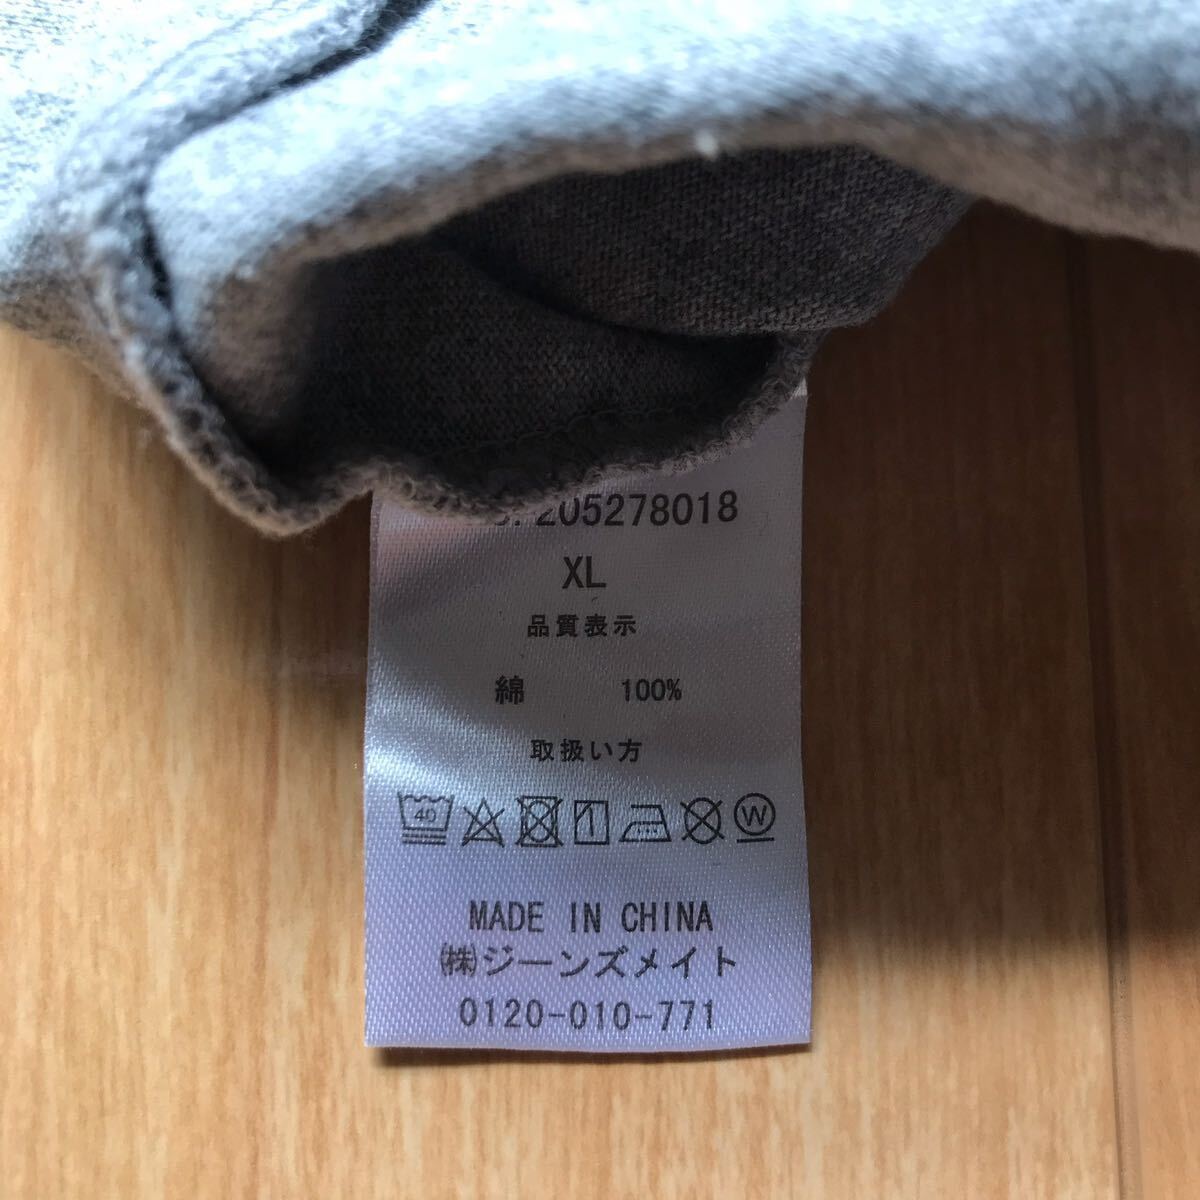 205278018
XL
品質表示
綿 100%
取扱い方
40 W
MADE IN CHINA
㈱ジーンズメイト
0120-010-771